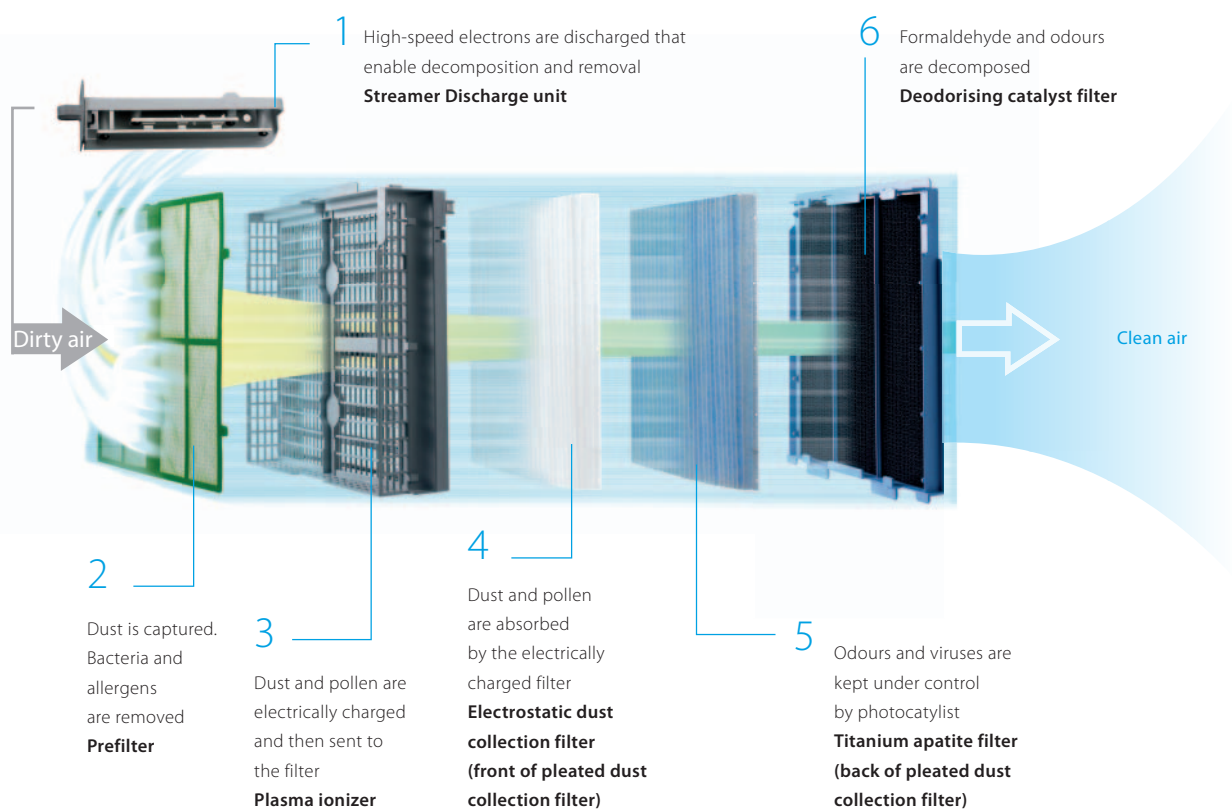 1
High-speed electrons are discharged that
enable decomposition and removal
Streamer Discharge unit
6
Formaldehyde and odours
are decomposed
Deodorising catalyst filter
Dirty air
Clean air
2
Dust is captured.
Bacteria and
allergens
are removed
Prefilter
3
Dust and pollen are
electrically charged
and then sent to
the filter
Plasma ionizer
4
Dust and pollen
are absorbed
by the electrically
charged filter
Electrostatic dust
collection filter
(front of pleated dust
collection filter)
5
Odours and viruses are
kept under control
by photocatylist
Titanium apatite filter
(back of pleated dust
collection filter)